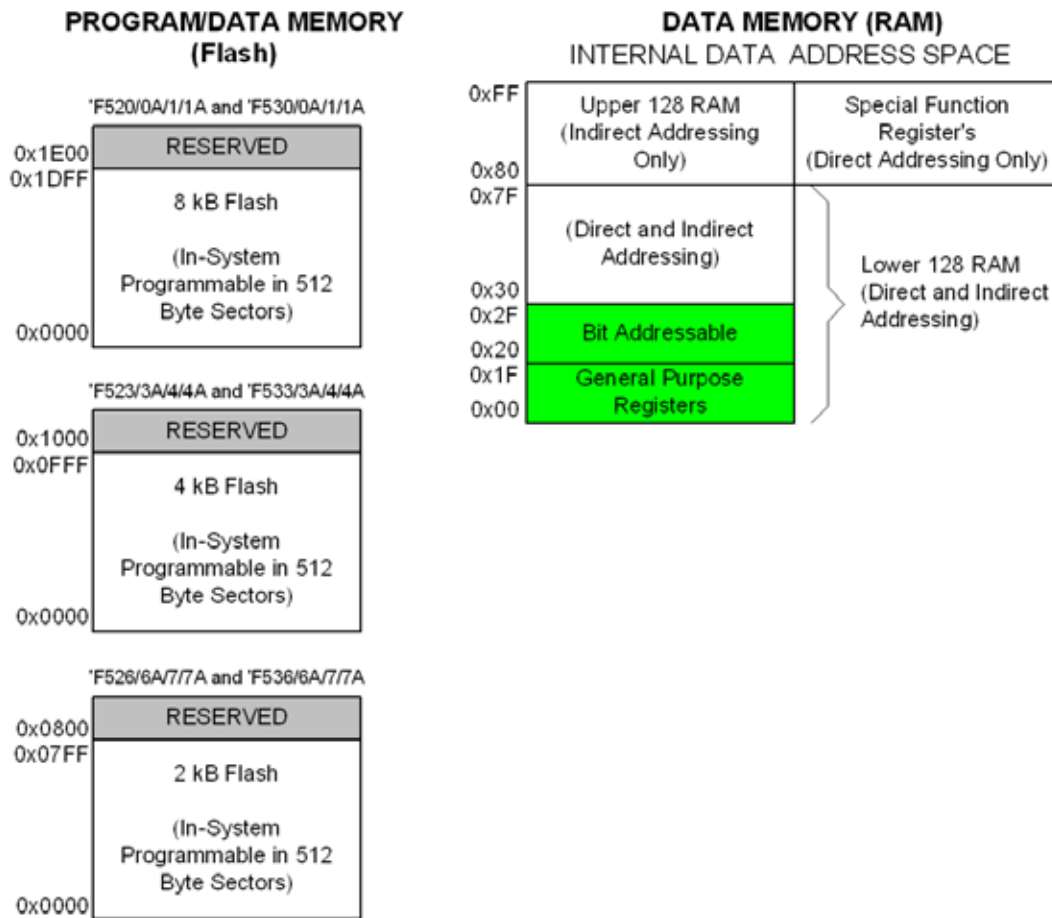 PROGRAM/DATA MEMORY
(Flash)
'F520/0A/1/1A and 'F530/0A/1/1A
RESERVED
0x1E00
0x1DFF
8 kB Flash
(In-System
Programmable in 512
Byte Sectors)
0x0000
'F523/3A/4/4A and 'F533/3A/4/4A
RESERVED
0x1000
0x0FFF
4 kB Flash
(In-System
Programmable in 512
Byte Sectors)
0x0000
'F526/6A/7/7A and 'F536/6A/7/7A
RESERVED
0x0800
0x07FF
2 kB Flash
(In-System
Programmable in 512
Byte Sectors)
0x0000
DATA MEMORY (RAM)
INTERNAL DATA ADDRESS SPACE
0xFF
Upper 128 RAM
(Indirect Addressing
Only)
0x80
Special Function
Register's
(Direct Addressing Only)
0x7F
(Direct and Indirect
Addressing)
0x30
0x2F
Bit Addressable
0x20
0x1F
General Purpose
Registers
0x00
Lower 128 RAM
(Direct and Indirect
Addressing)